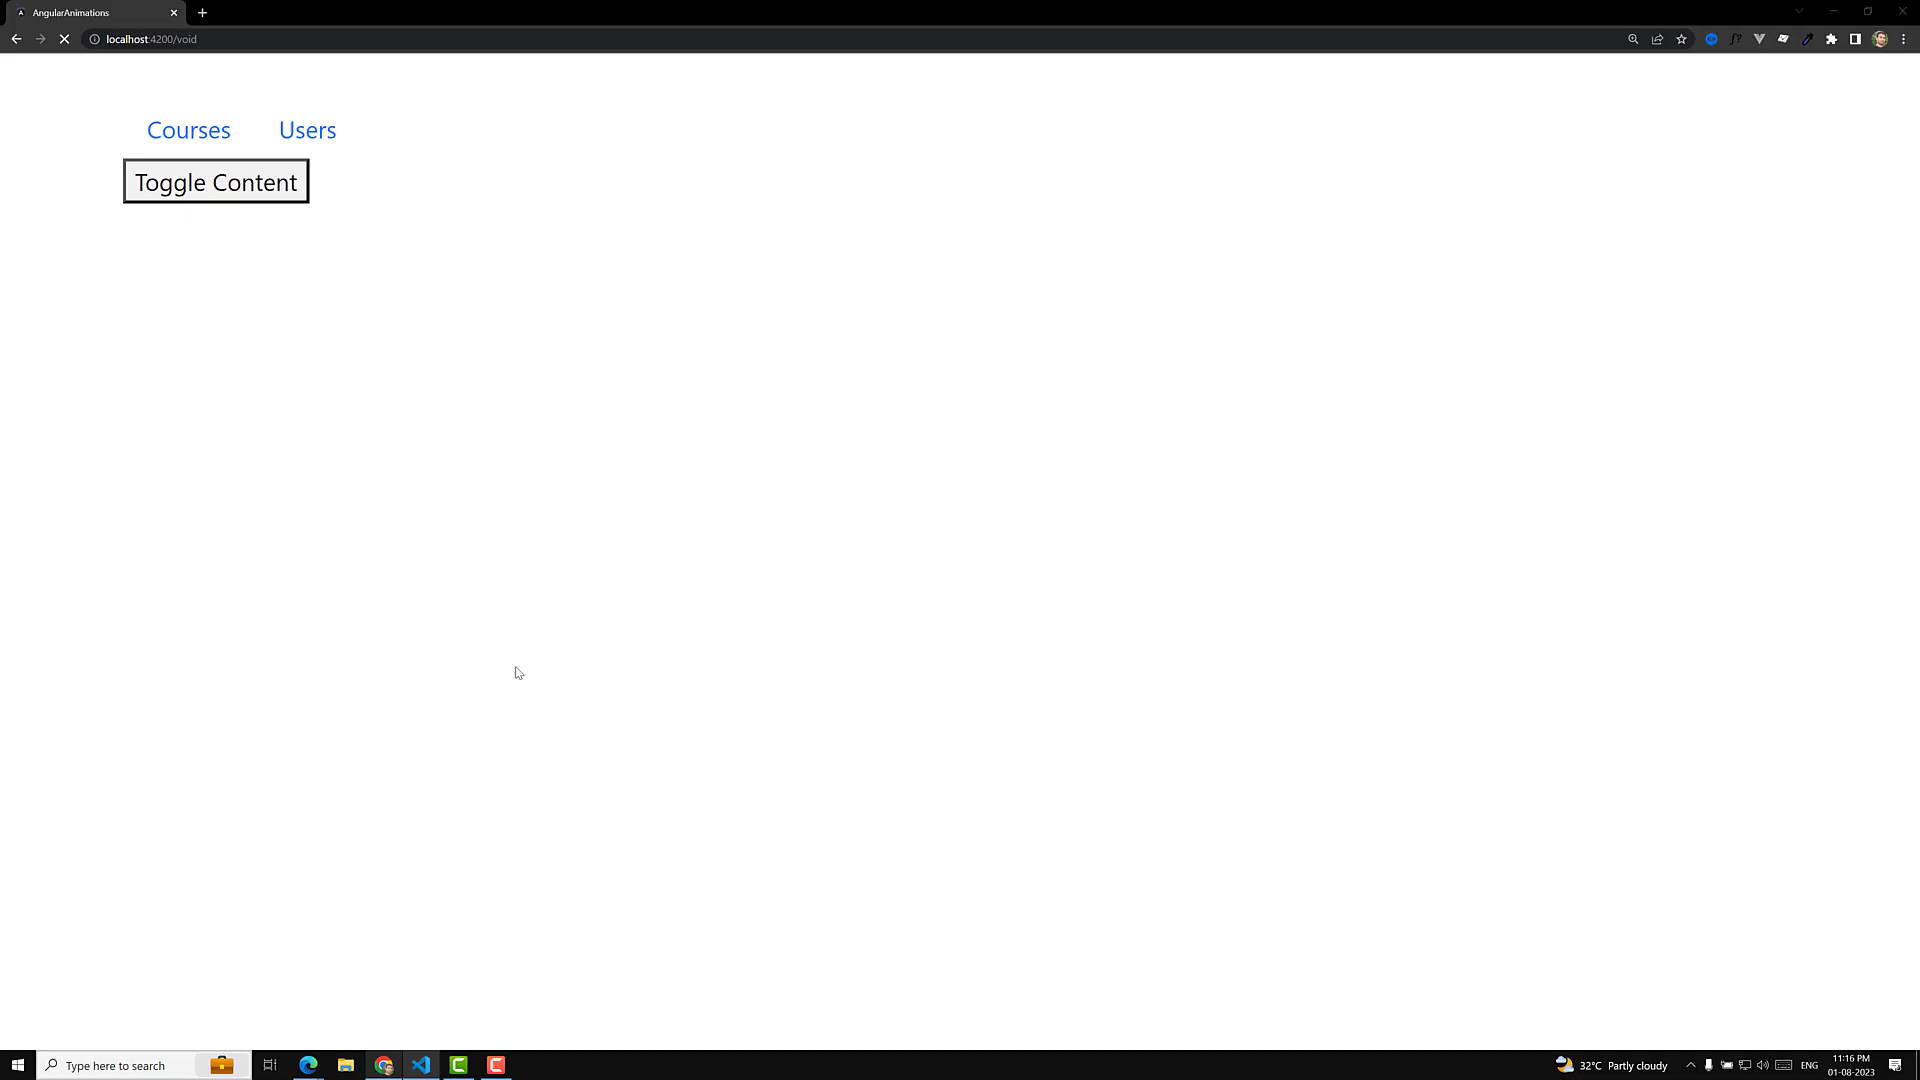 AngularAnimations
localhost:4200/void
Courses Users
Toggle Content
Type here to search
32°C Partly cloudy
ENG
11:16 PM
01-08-2023